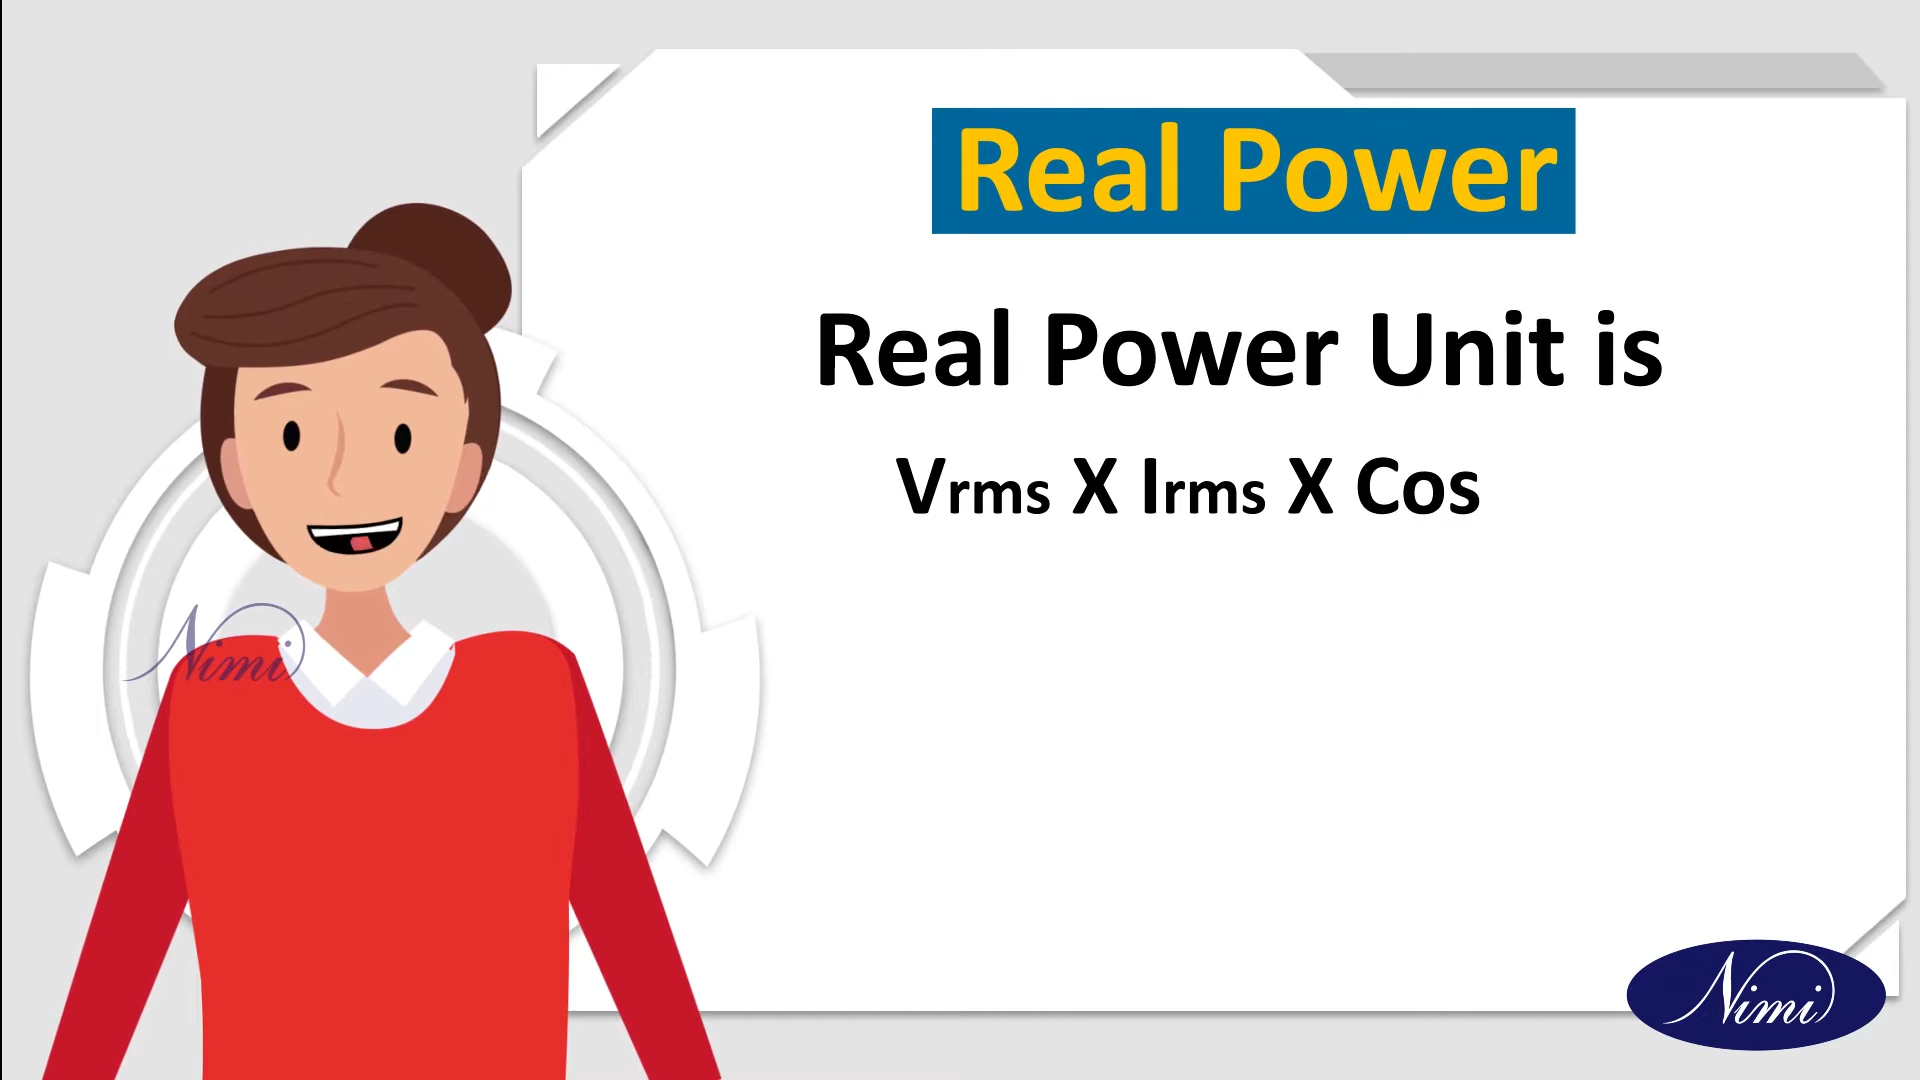 Real Power
Real Power Unit is
Vrms X Irms X Cos
Nimi
Nimi